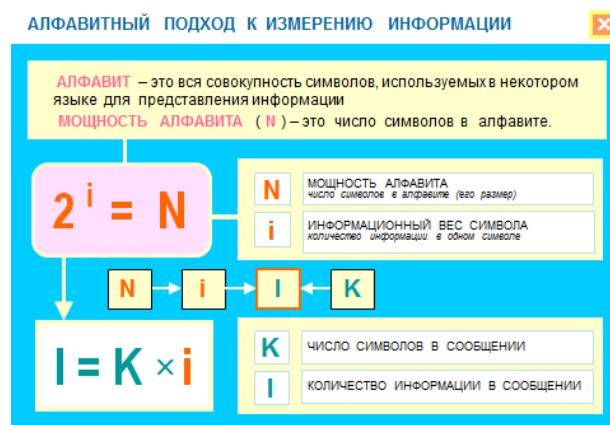 АЛФАВИТНЫЙ ПОДХОД К ИЗМЕРЕНИЮ ИНФОРМАЦИИ
АЛФАВИТ – это вся совокупность символов, используемых в некотором
языке для представления информации
МОЩНОСТЬ АЛФАВИТА ( N ) – это число символов в алфавите.
2^i = N
N
МОЩНОСТЬ АЛФАВИТА
число символов в алфавите (его размер)
i
ИНФОРМАЦИОННЫЙ ВЕС СИМВОЛА
количество информации в одном символе
N i I K
I = K × i
K
ЧИСЛО СИМВОЛОВ В СООБЩЕНИИ
I
КОЛИЧЕСТВО ИНФОРМАЦИИ В СООБЩЕНИИ